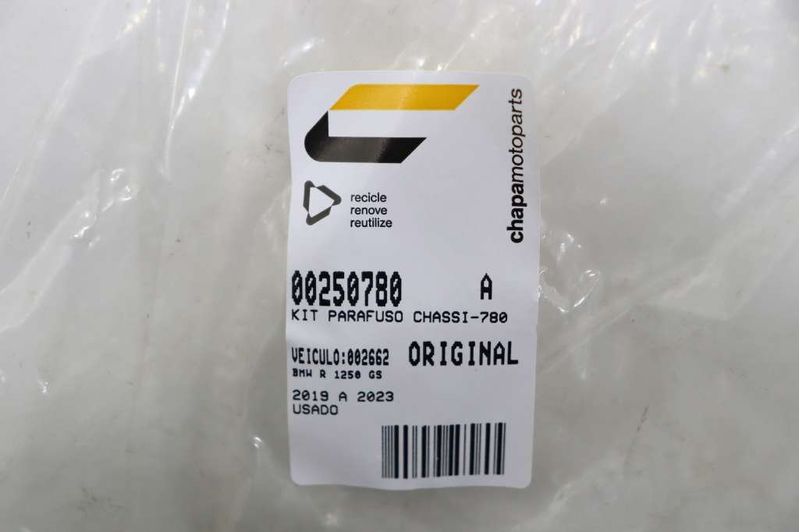 chapamotoparts
recicle
renove
reutilize
00250780 A
KIT PARAFUSO CHASSI-780
VEICULO:002662 ORIGINAL
BMW R 1250 GS
2019 A 2023
USADO